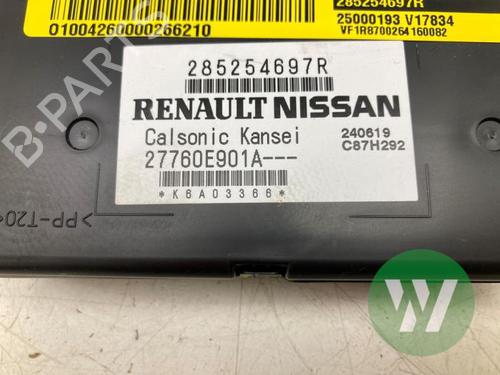 285254697R
25000193 V17834
VF1R8700264160082
01004260000266210
285254697R
RENAULT NISSAN
Calsonic Kansei 240619
27760E901A--- C87H292
*K6A03366*
>PP-T20<
B-PARTS
W